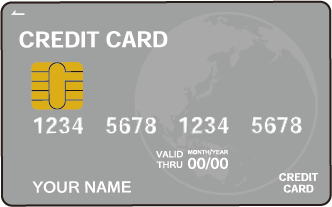 CREDIT CARD
1234 5678 1234 5678
VALID THRU MONTH/YEAR 00/00
YOUR NAME
CREDIT CARD